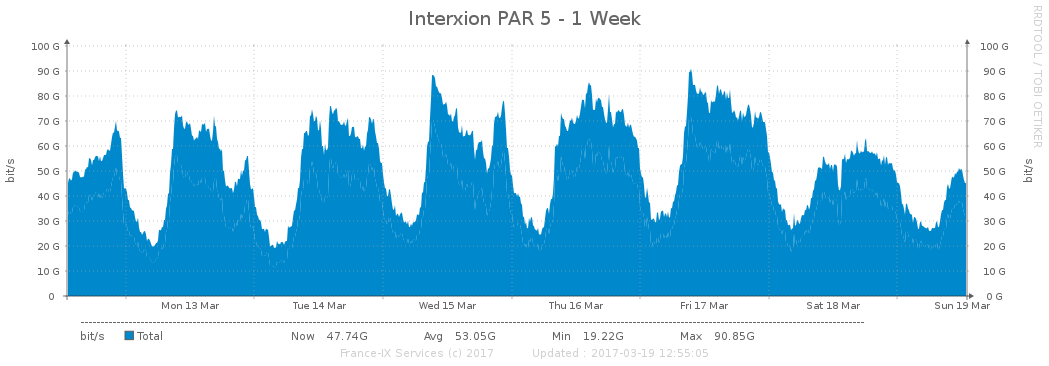 Interxion PAR 5 - 1 Week
RRDTOOL / TOBI OETIKER
bit/s
bit/s
100 G 100 G
90 G 90 G
80 G 80 G
70 G 70 G
60 G 60 G
50 G 50 G
40 G 40 G
30 G 30 G
20 G 20 G
10 G 10 G
0 0 G
Mon 13 Mar Tue 14 Mar Wed 15 Mar Thu 16 Mar Fri 17 Mar Sat 18 Mar Sun 19 Mar
bit/s Total Now 47.74G Avg 53.05G Min 19.22G Max 90.85G
France-IX Services (c) 2017 Updated : 2017-03-19 12:55:05